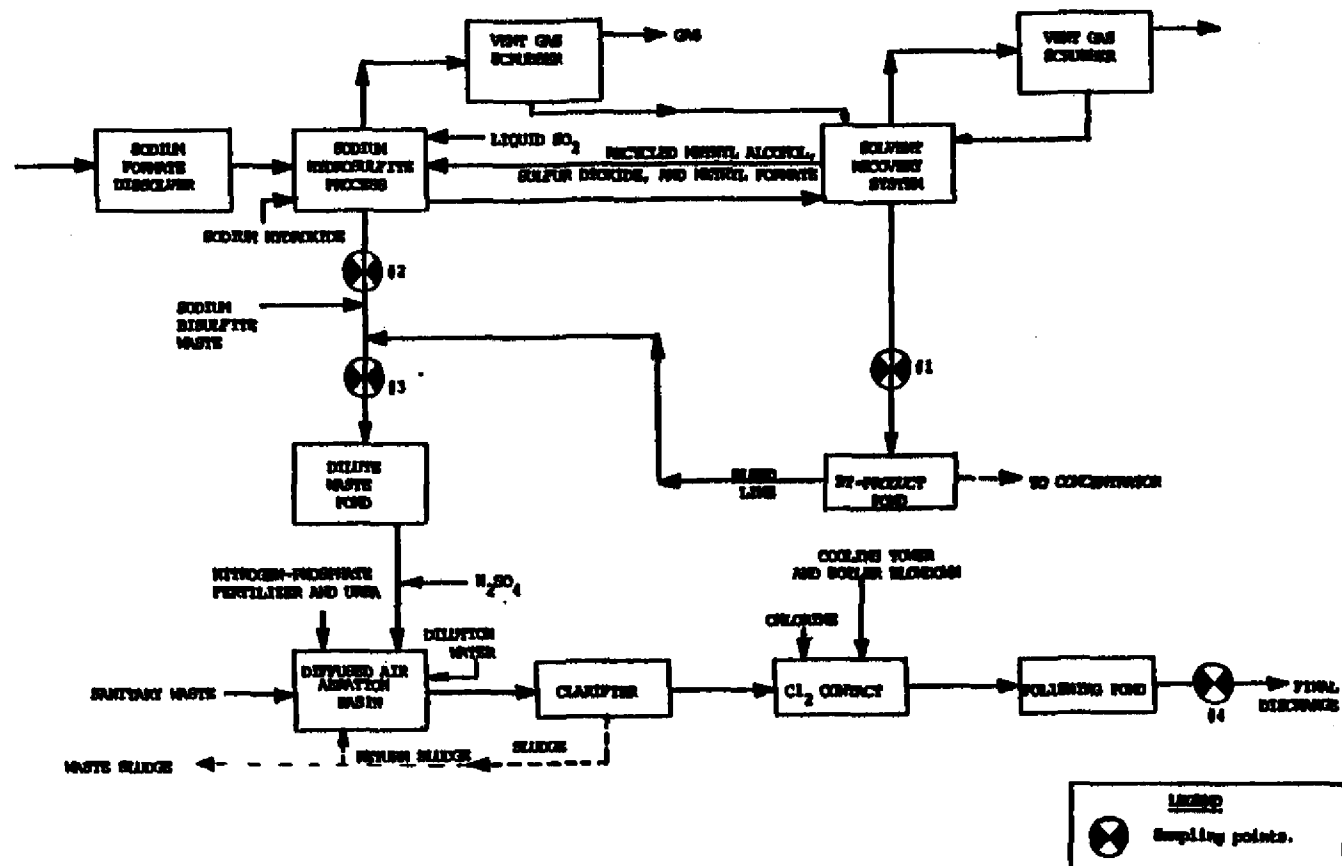 VENT GAS
SCRUBBER
GAS
VENT GAS
SCRUBBER
SODIUM
FORMATE
DISSOLVER
SODIUM
HYDROSULFITE
PROCESS
LIQUID SO2
RECYCLED METHYL ALCOHOL,
SULFUR DIOXIDE, AND METHYL FORMATE
SOLVENT
RECOVERY
SYSTEM
SODIUM HYDROXIDE
#2
SODIUM
BISULFITE
WASTE
#3
#1
DILUTE
WASTE
POND
BLEED
LINE
BY-PRODUCT
POND
TO CONCENTRATOR
NITROGEN-PHOSPHATE
FERTILIZER AND UREA
H2SO4
COOLING TOWER
AND BOILER BLOWDOWN
DILUTION
WATER
CHLORINE
SANITARY WASTE
DIFFUSED AIR
AERATION
BASIN
CLARIFIER
Cl2 CONTACT
POLISHING POND
#4
FINAL
DISCHARGE
WASTE SLUDGE
RETURN SLUDGE
SLUDGE
LEGEND
Sampling points.